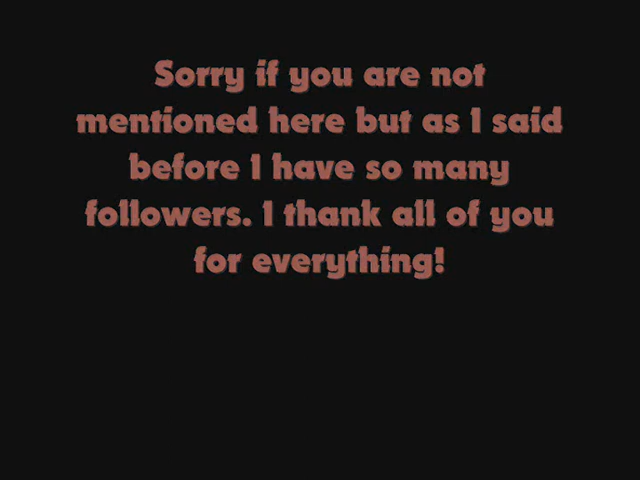 Sorry if you are not
mentioned here but as I said
before I have so many
followers. I thank all of you
for everything!